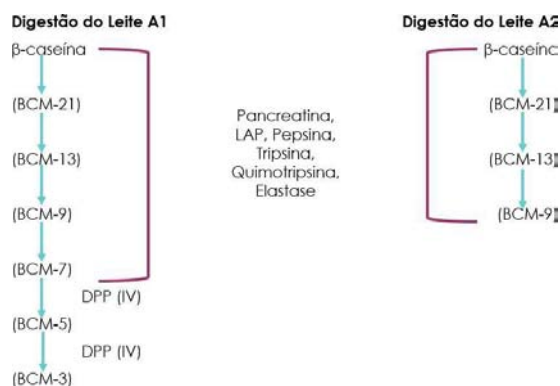 Digestão do Leite A1
β-caseína
(BCM-21)
(BCM-13)
(BCM-9)
(BCM-7)
DPP (IV)
(BCM-5)
DPP (IV)
(BCM-3)
Pancreatina,
LAP, Pepsina,
Tripsina,
Quimotripsina,
Elastase
Digestão do Leite A2
β-caseína
(BCM-21)
(BCM-13)
(BCM-9)